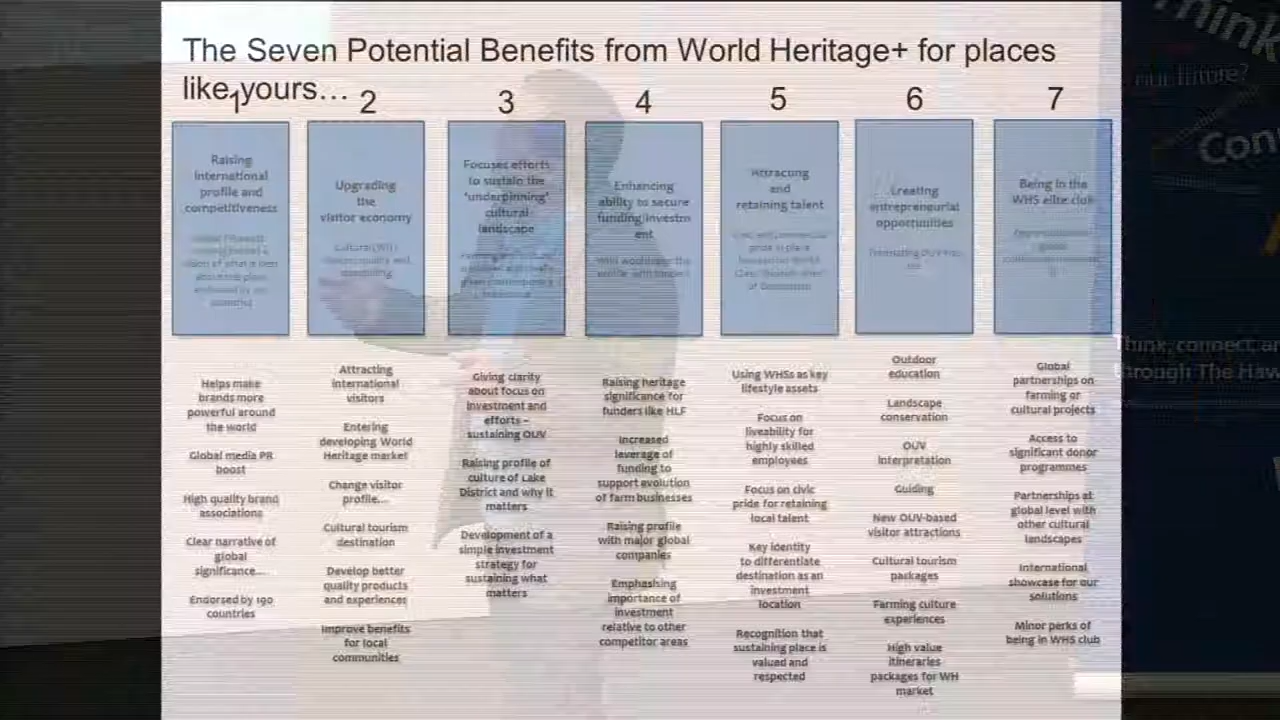 The Seven Potential Benefits from World Heritage+ for places
like yours…
1
2
3
4
5
6
7
Raising
international
profile and
competitiveness
Upgrading
the
visitor economy
Focuses efforts
to sustain the
'underpinning'
cultural
landscape
Enhancing
ability to secure
funding/investm
ent
Attracting
and
retaining talent
Creating
entrepreneurial
opportunities
Being in the
WHS elite club
Helps make
brands more
powerful around
the world
Global media PR
boost
High quality brand
associations
Clear narrative of
global
significance…
Endorsed by 190
countries
Attracting
international
visitors
Entering
developing World
Heritage market
Change visitor
profile…
Cultural tourism
destination
Develop better
quality products
and experiences
Improve benefits
for local
communities
Giving clarity
about focus on
investment and
efforts –
sustaining OUV
Raising profile of
culture of Lake
District and why it
matters
Development of a
simple investment
strategy for
sustaining what
matters
Raising heritage
significance for
funders like HLF
Increased
leverage of
funding to
support evolution
of farm businesses
Raising profile
with major global
companies
Emphasising
importance of
investment
relative to other
competitor areas
Using WHSs as key
lifestyle assets
Focus on
liveability for
highly skilled
employees
Focus on civic
pride for retaining
local talent
Key identity
to differentiate
destination as an
investment
location
Recognition that
sustaining place is
valued and
respected
Outdoor
education
Landscape
conservation
OUV
interpretation
Guiding
New OUV-based
visitor attractions
Cultural tourism
packages
Farming culture
experiences
High value
itineraries
packages for WH
market
Global
partnerships on
farming or
cultural projects
Access to
significant donor
programmes
Partnerships at
global level with
other cultural
landscapes
International
showcase for our
solutions
Minor perks of
being in WHS club
Think
our future?
Con
Think, connect, an
through The Haw